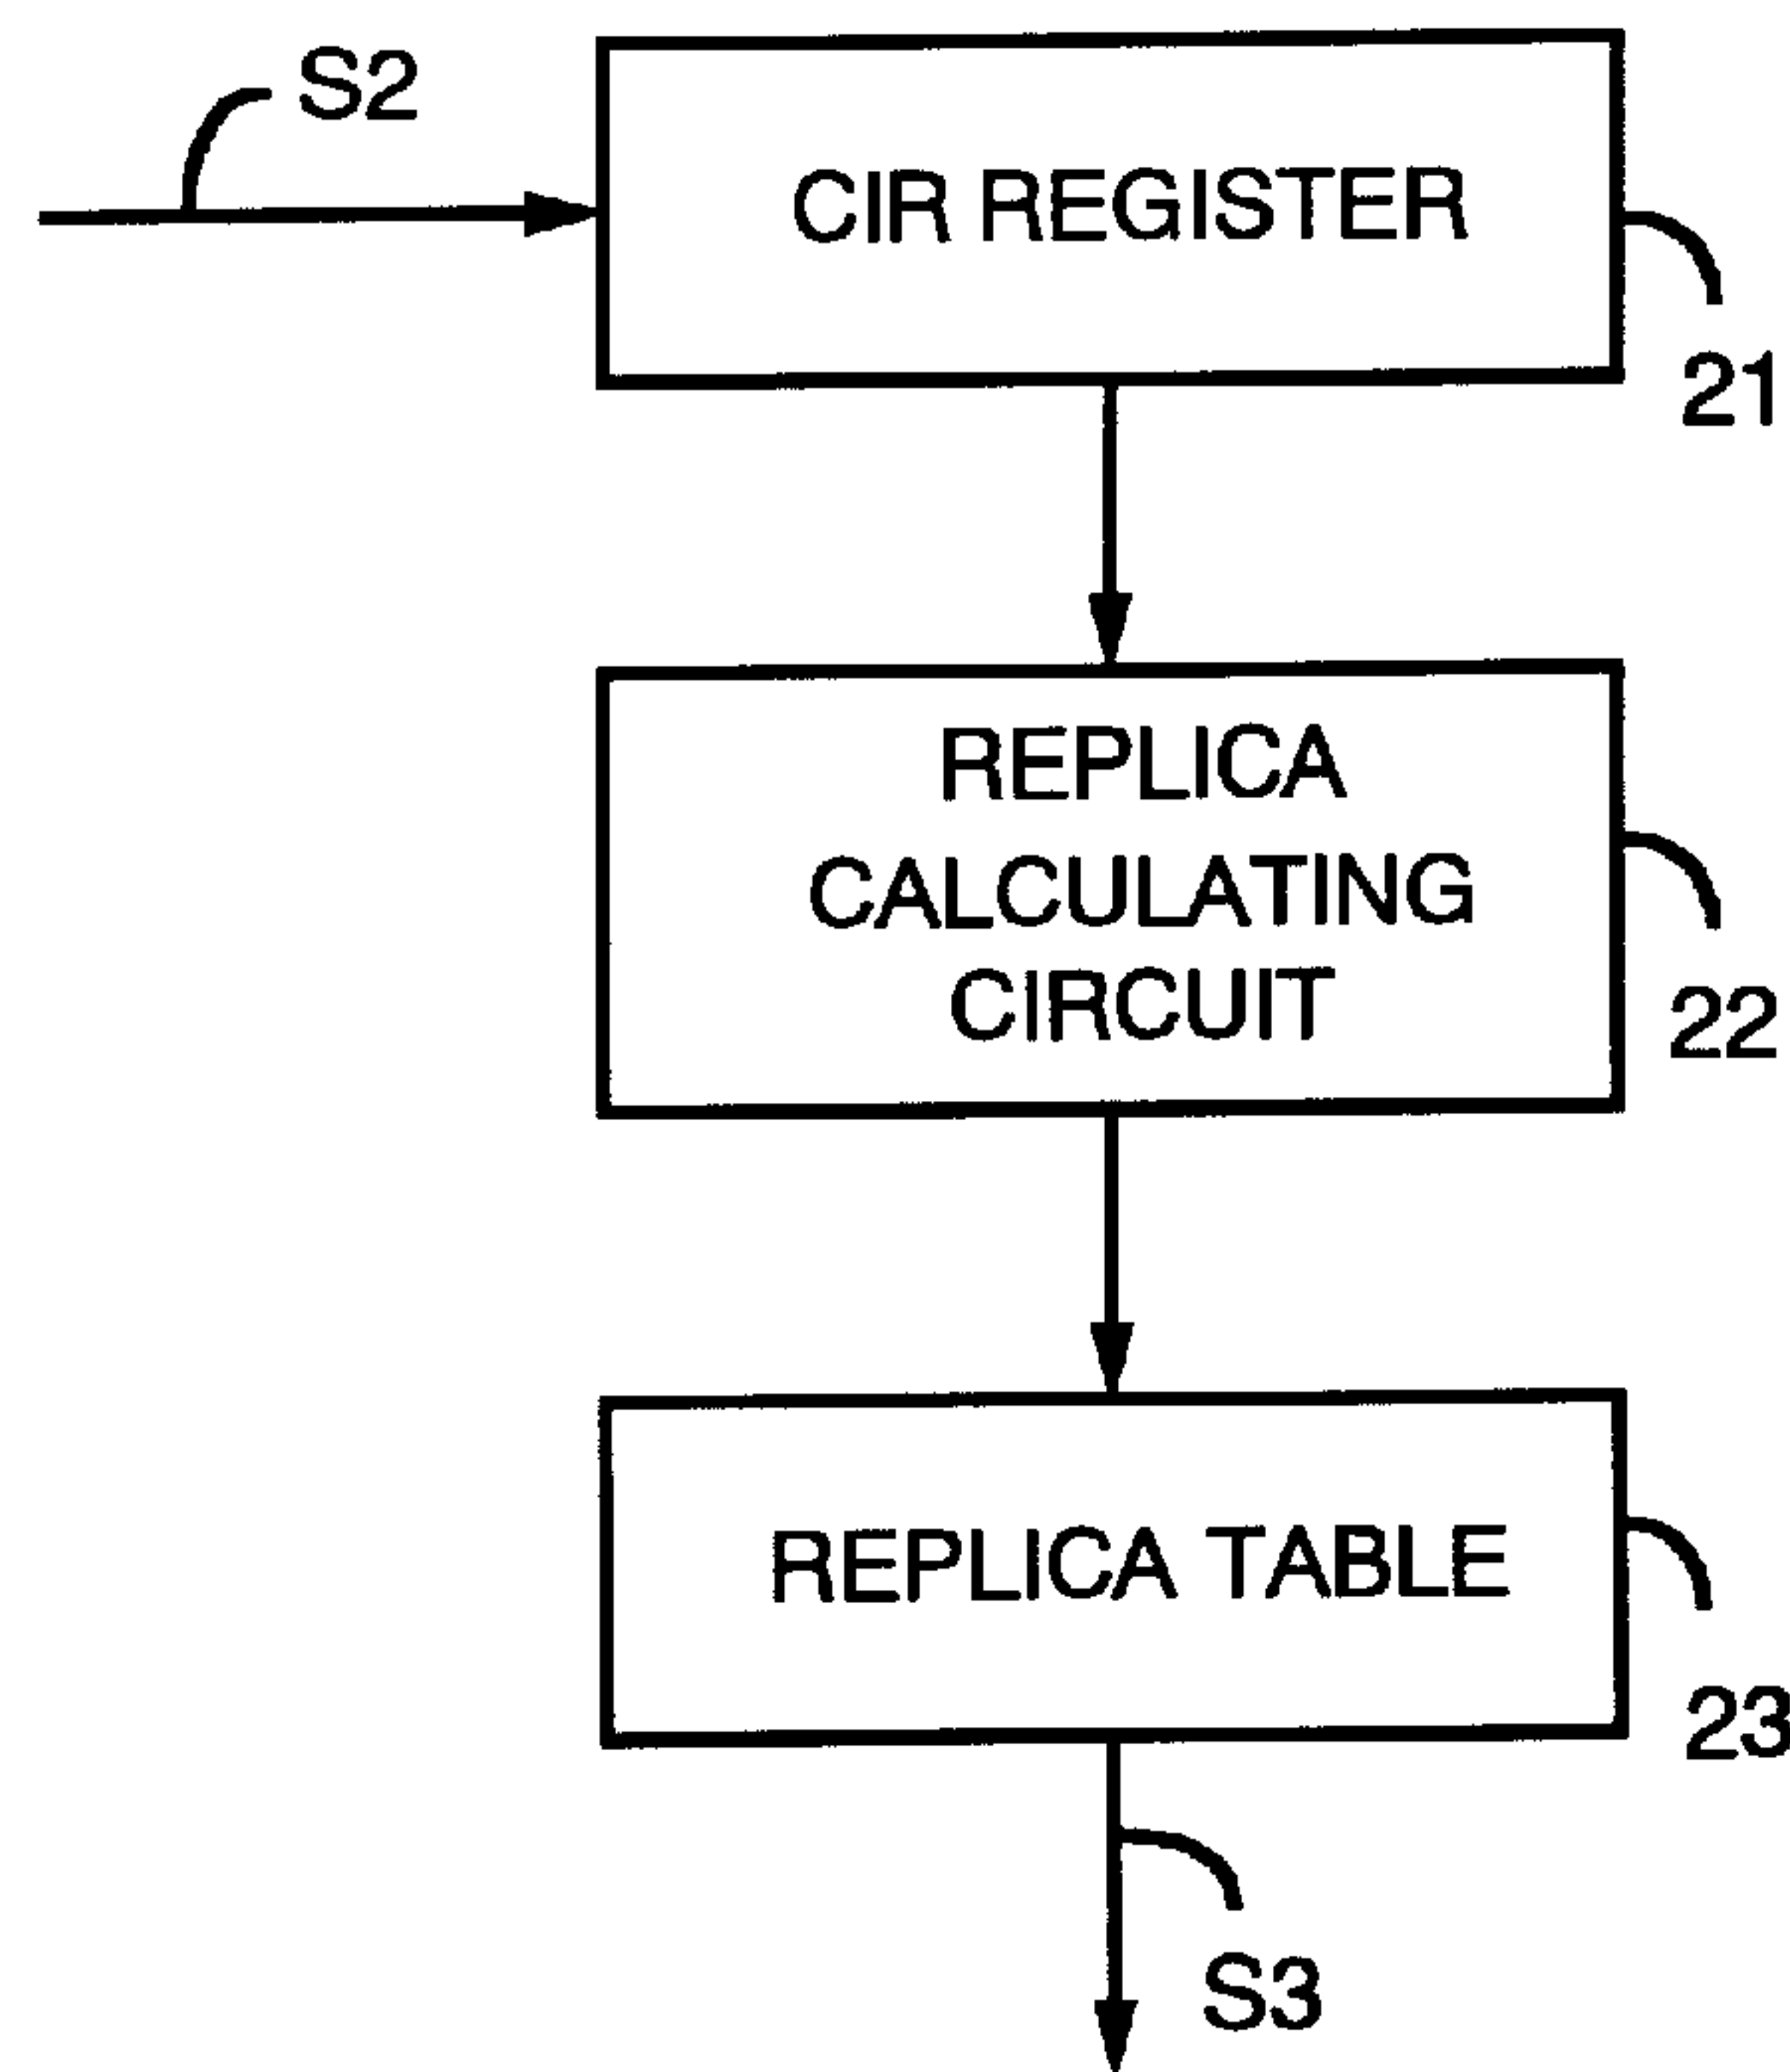 S2
CIR REGISTER
21
REPLICA
CALCULATING
CIRCUIT
22
REPLICA TABLE
23
S3